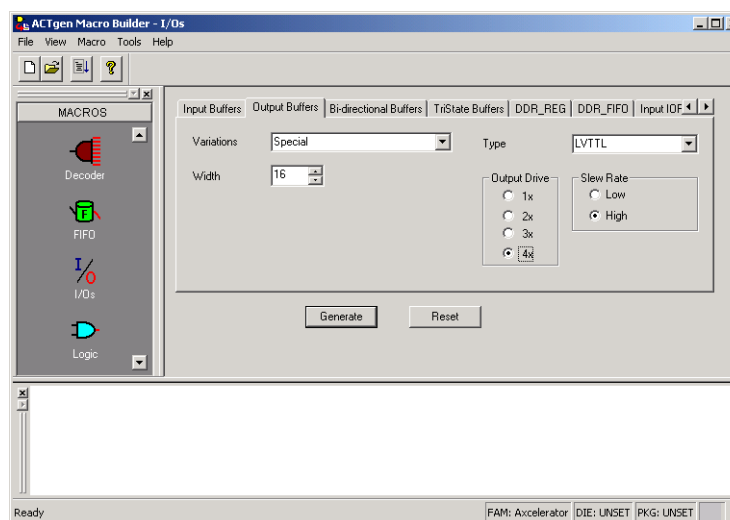 ACTgen Macro Builder - I/Os
File View Macro Tools Help
MACROS
Decoder
F
FIFO
I/O
I/Os
Logic
Input Buffers Output Buffers Bi-directional Buffers TriState Buffers DDR_REG DDR_FIFO Input IOF
Variations Special Type LVTTL
Width 16
Output Drive
1x
2x
3x
4x
Slew Rate
Low
High
Generate Reset
Ready FAM: Axcelerator DIE: UNSET PKG: UNSET